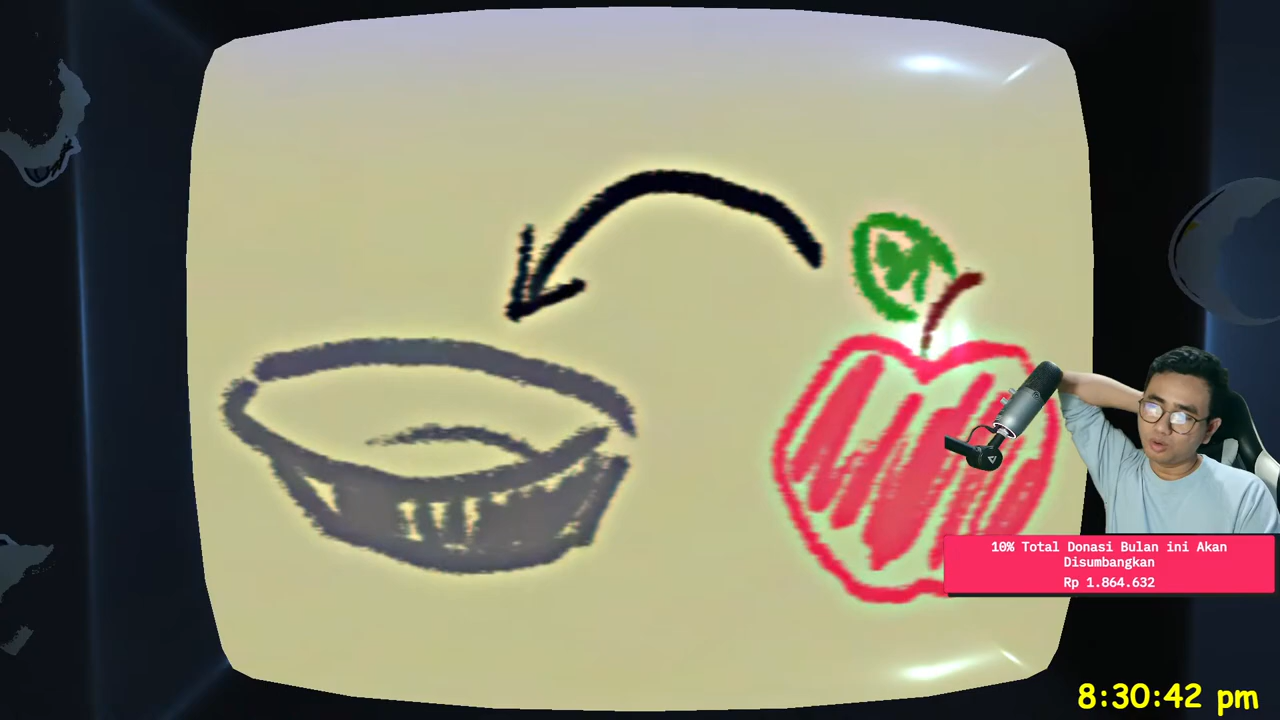 10% Total Donasi Bulan ini Akan
Disumbangkan
Rp 1.864.632
8:30:42 pm